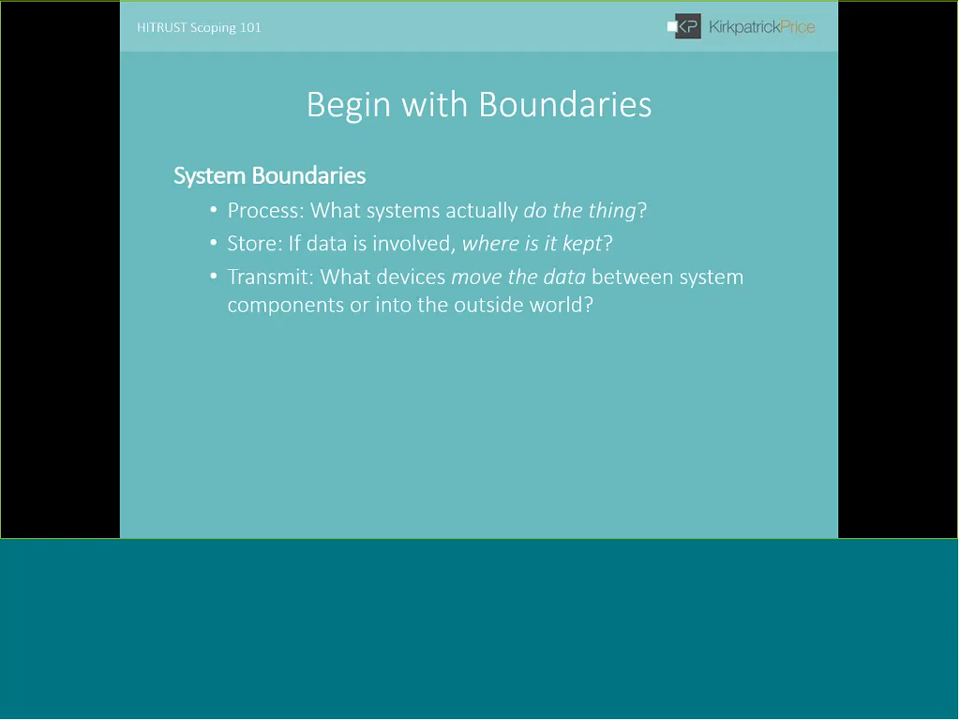 HITRUST Scoping 101
KP KirkpatrickPrice
Begin with Boundaries
System Boundaries
• Process: What systems actually do the thing?
• Store: If data is involved, where is it kept?
• Transmit: What devices move the data between system
components or into the outside world?